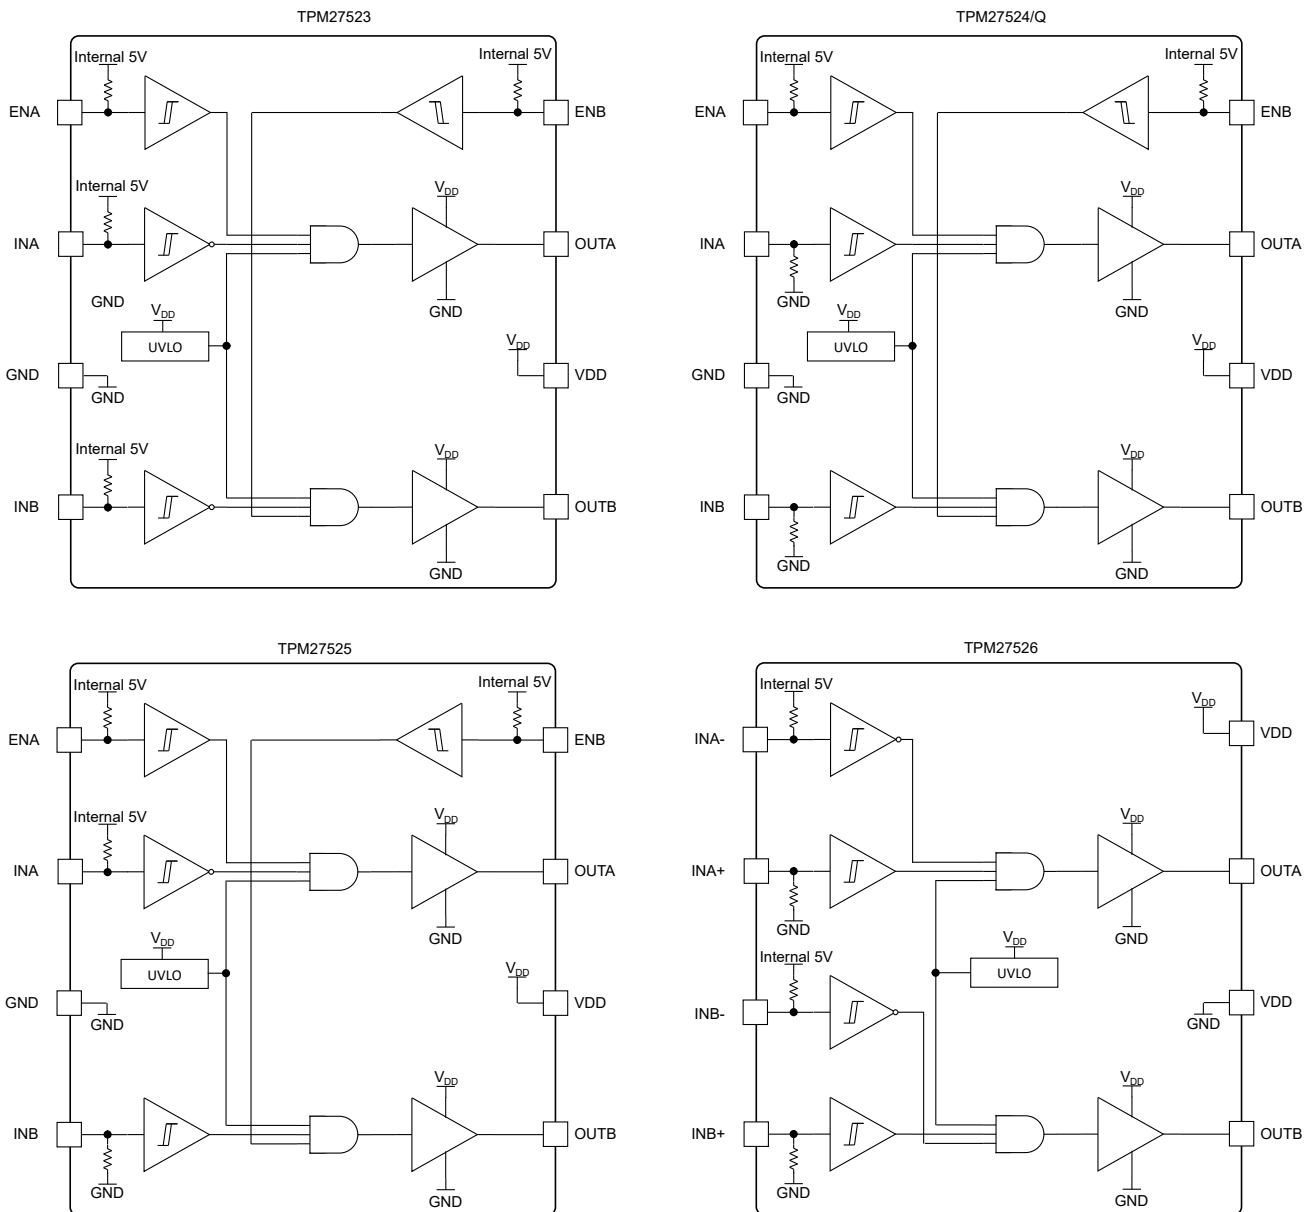 TPM27523
Internal 5V
Internal 5V
ENA
ENB
Internal 5V
VDD
INA
OUTA
GND
GND
VDD
UVLO
VDD
GND
GND
VDD
Internal 5V
VDD
INB
OUTB
GND
TPM27524/Q
Internal 5V
Internal 5V
ENA
ENB
VDD
INA
OUTA
GND
GND
VDD
UVLO
VDD
GND
GND
VDD
VDD
INB
OUTB
GND
GND
TPM27525
Internal 5V
Internal 5V
ENA
ENB
Internal 5V
VDD
INA
OUTA
GND
VDD
UVLO
VDD
GND
GND
VDD
VDD
INB
OUTB
GND
GND
TPM27526
Internal 5V
VDD
INA-
VDD
VDD
INA+
OUTA
GND
GND
Internal 5V
VDD
UVLO
INB-
GND
VDD
VDD
INB+
OUTB
GND
GND